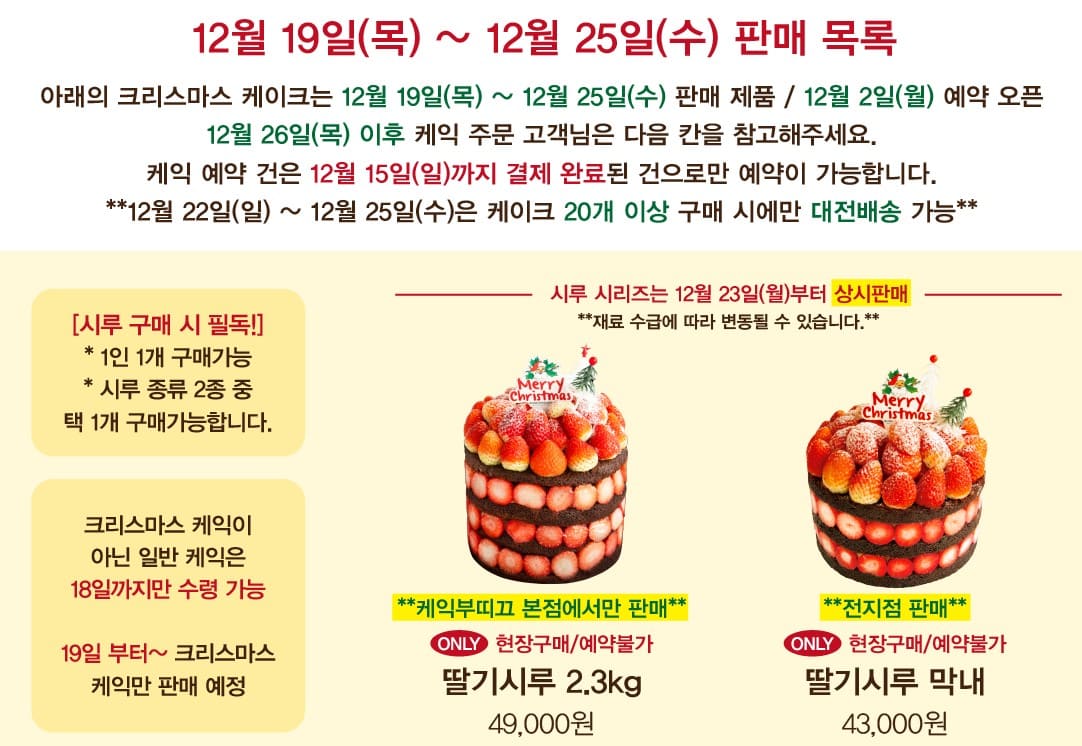 12월 19일(목) ~ 12월 25일(수) 판매 목록
아래의 크리스마스 케이크는 12월 19일(목) ~ 12월 25일(수) 판매 제품 / 12월 2일(월) 예약 오픈
12월 26일(목) 이후 케익 주문 고객님은 다음 칸을 참고해주세요.
케익 예약 건은 12월 15일(일)까지 결제 완료된 건으로만 예약이 가능합니다.
**12월 22일(일) ~ 12월 25일(수)은 케이크 20개 이상 구매 시에만 대전배송 가능**
[시루 구매 시 필독!]
* 1인 1개 구매가능
* 시루 종류 2종 중
택 1개 구매가능합니다.
크리스마스 케익이
아닌 일반 케익은
18일까지만 수령 가능
19일 부터~ 크리스마스
케익만 판매 예정
시루 시리즈는 12월 23일(월)부터 상시판매
**재료 수급에 따라 변동될 수 있습니다.**
Merry
Christmas
**케익부띠끄 본점에서만 판매**
ONLY 현장구매/예약불가
딸기시루 2.3kg
49,000원
Merry
Christmas
**전지점 판매**
ONLY 현장구매/예약불가
딸기시루 막내
43,000원